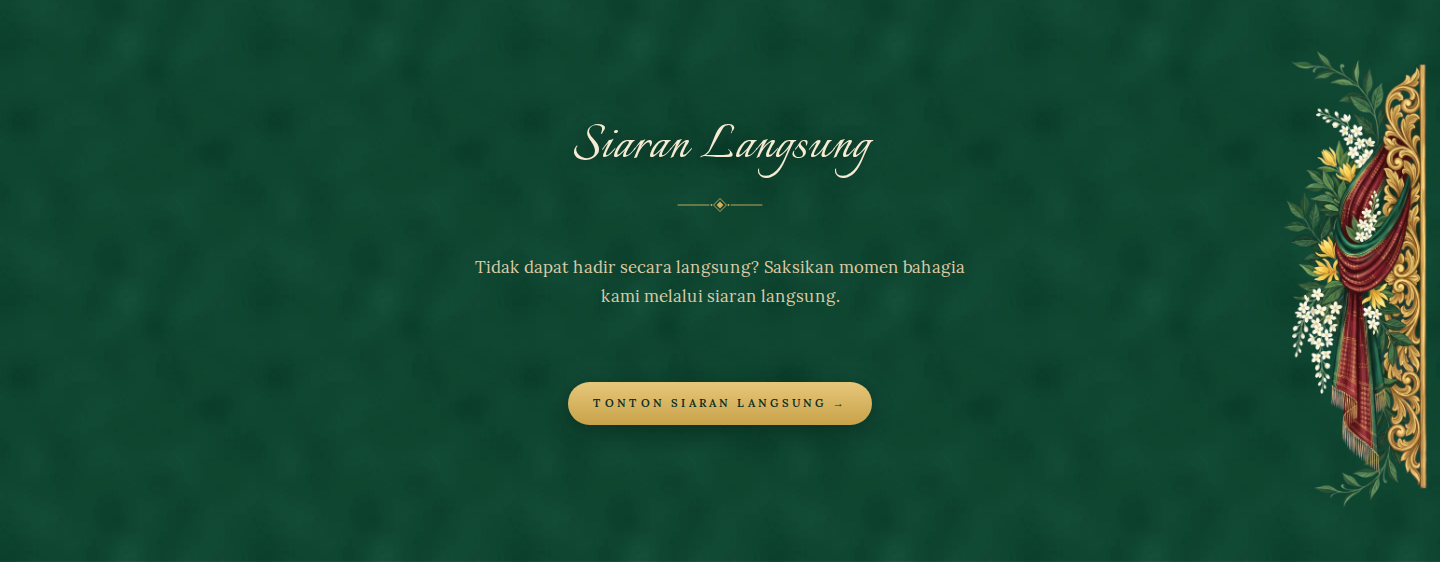 Siaran Langsung
Tidak dapat hadir secara langsung? Saksikan momen bahagia
kami melalui siaran langsung.
TONTON SIARAN LANGSUNG →